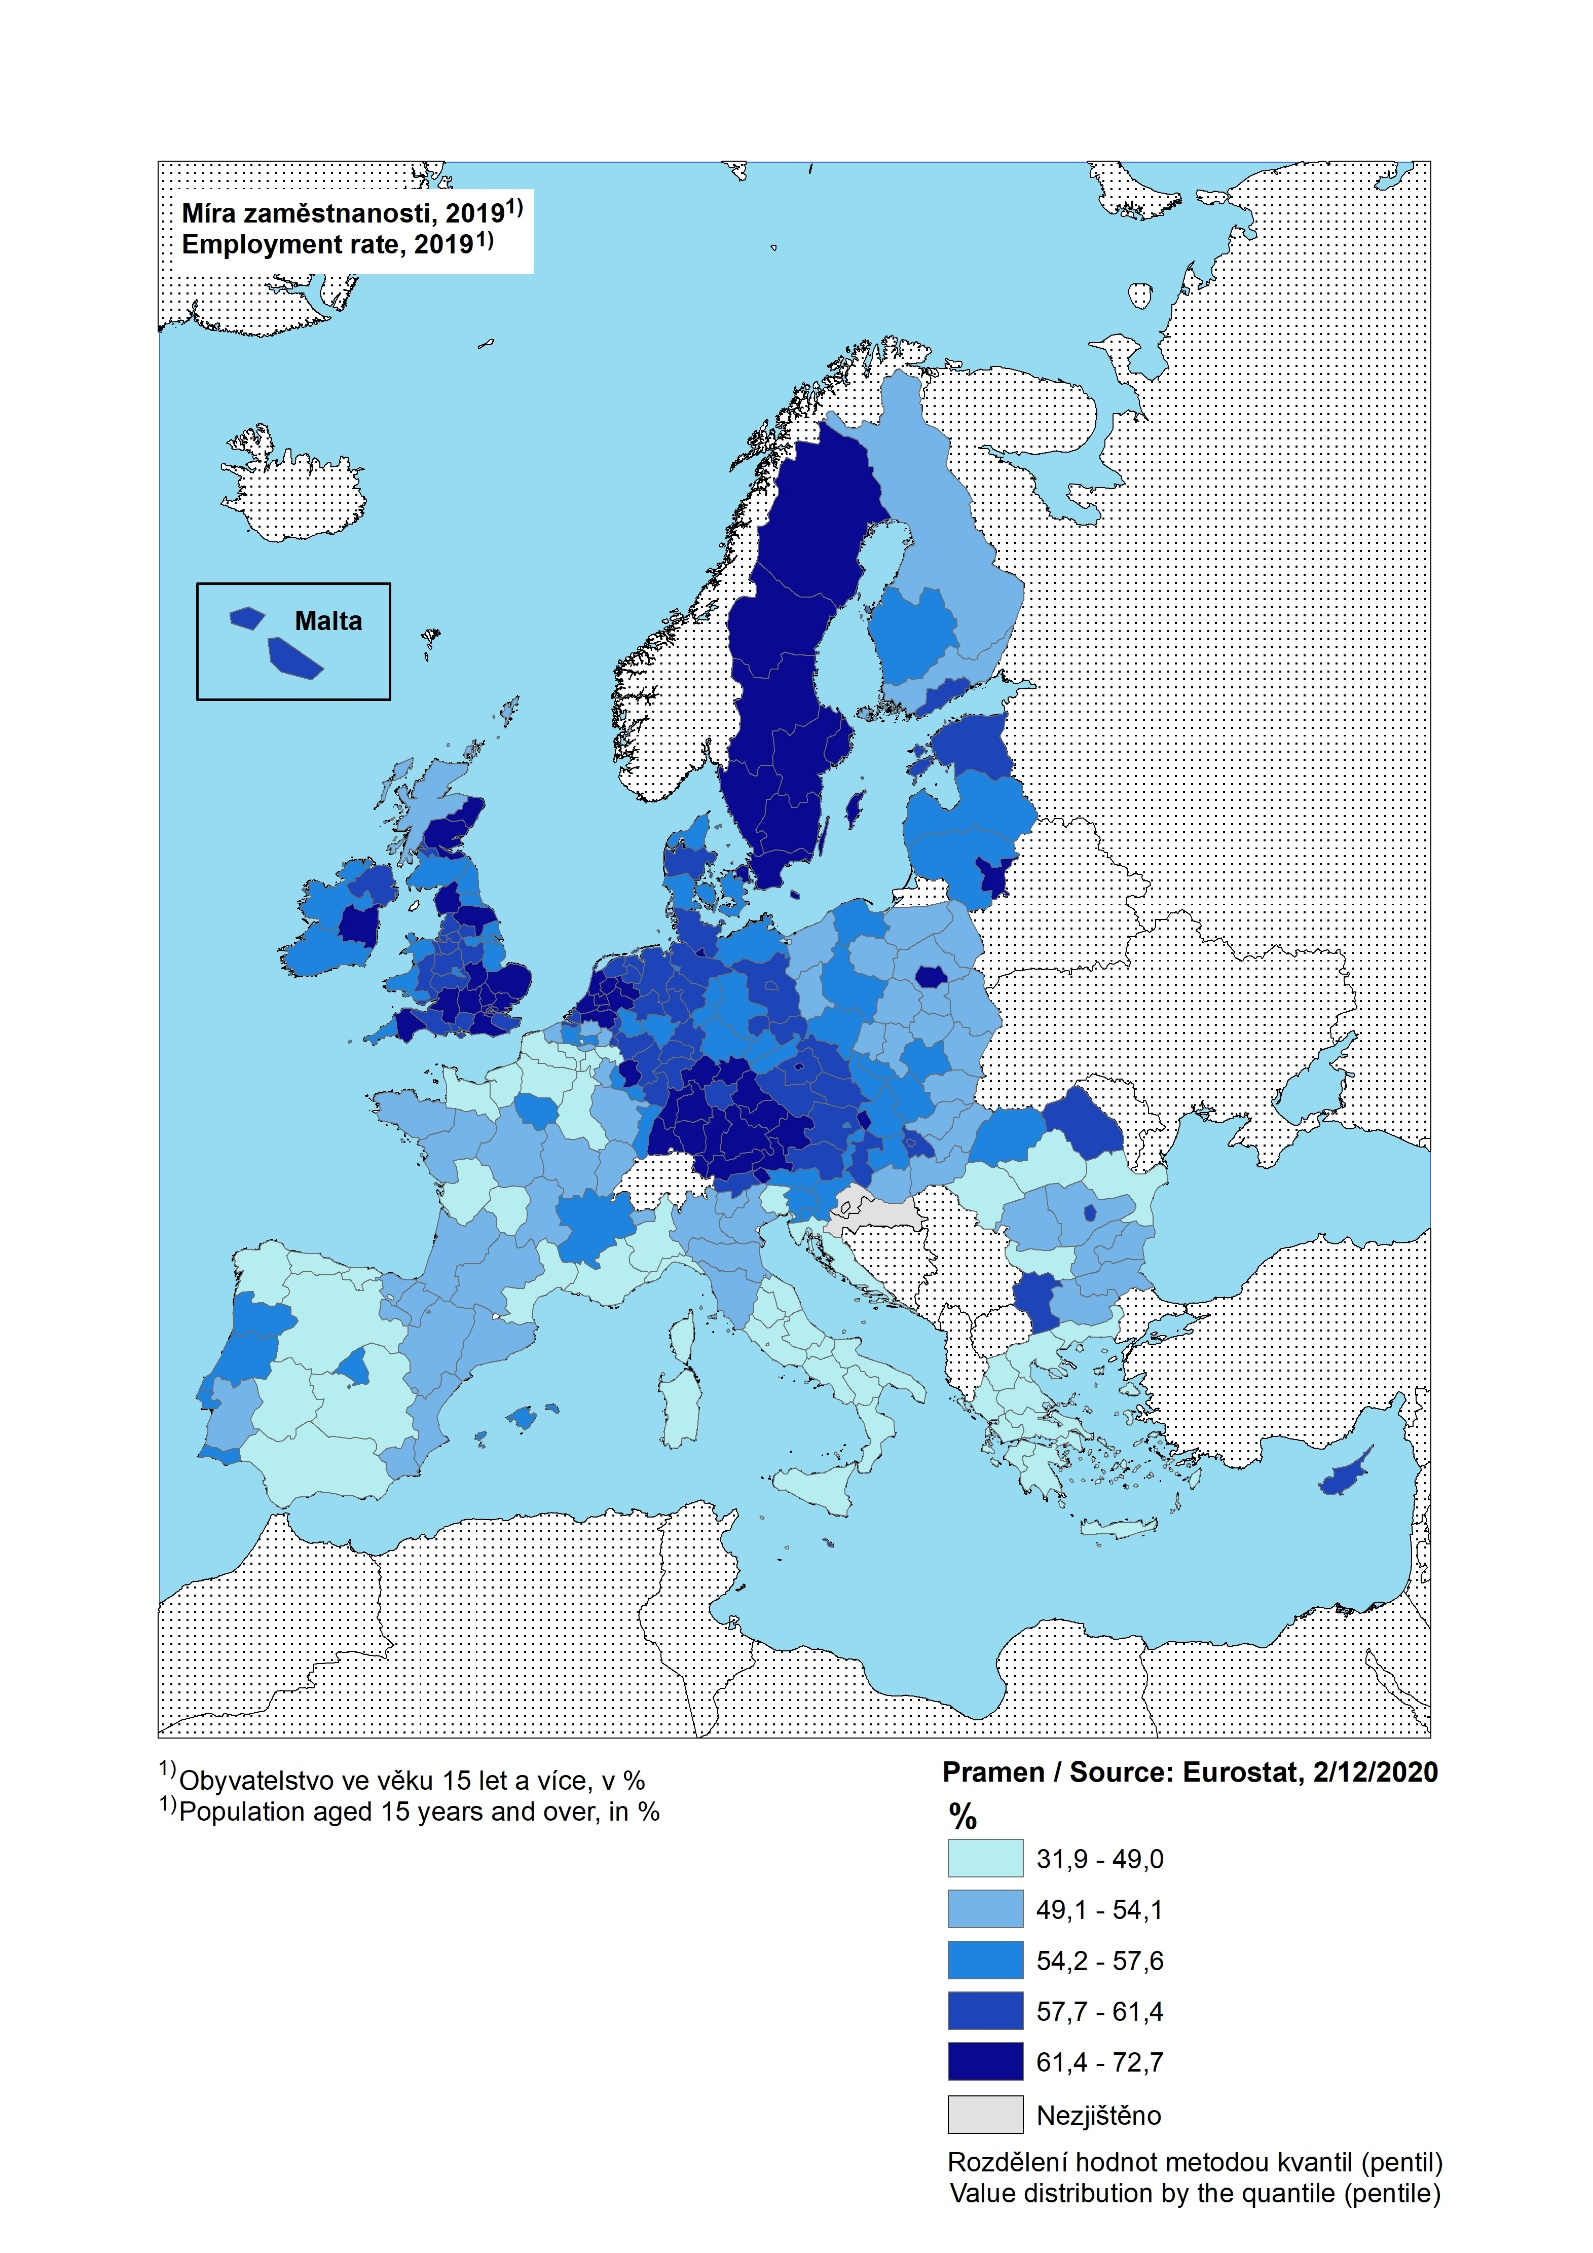 Míra zaměstnanosti, 2019¹⁾
Employment rate, 2019¹⁾
Malta
¹⁾Obyvatelstvo ve věku 15 let a více, v %
¹⁾Population aged 15 years and over, in %
Pramen / Source: Eurostat, 2/12/2020
%
31,9 - 49,0
49,1 - 54,1
54,2 - 57,6
57,7 - 61,4
61,4 - 72,7
Nezjištěno
Rozdělení hodnot metodou kvantil (pentil)
Value distribution by the quantile (pentile)